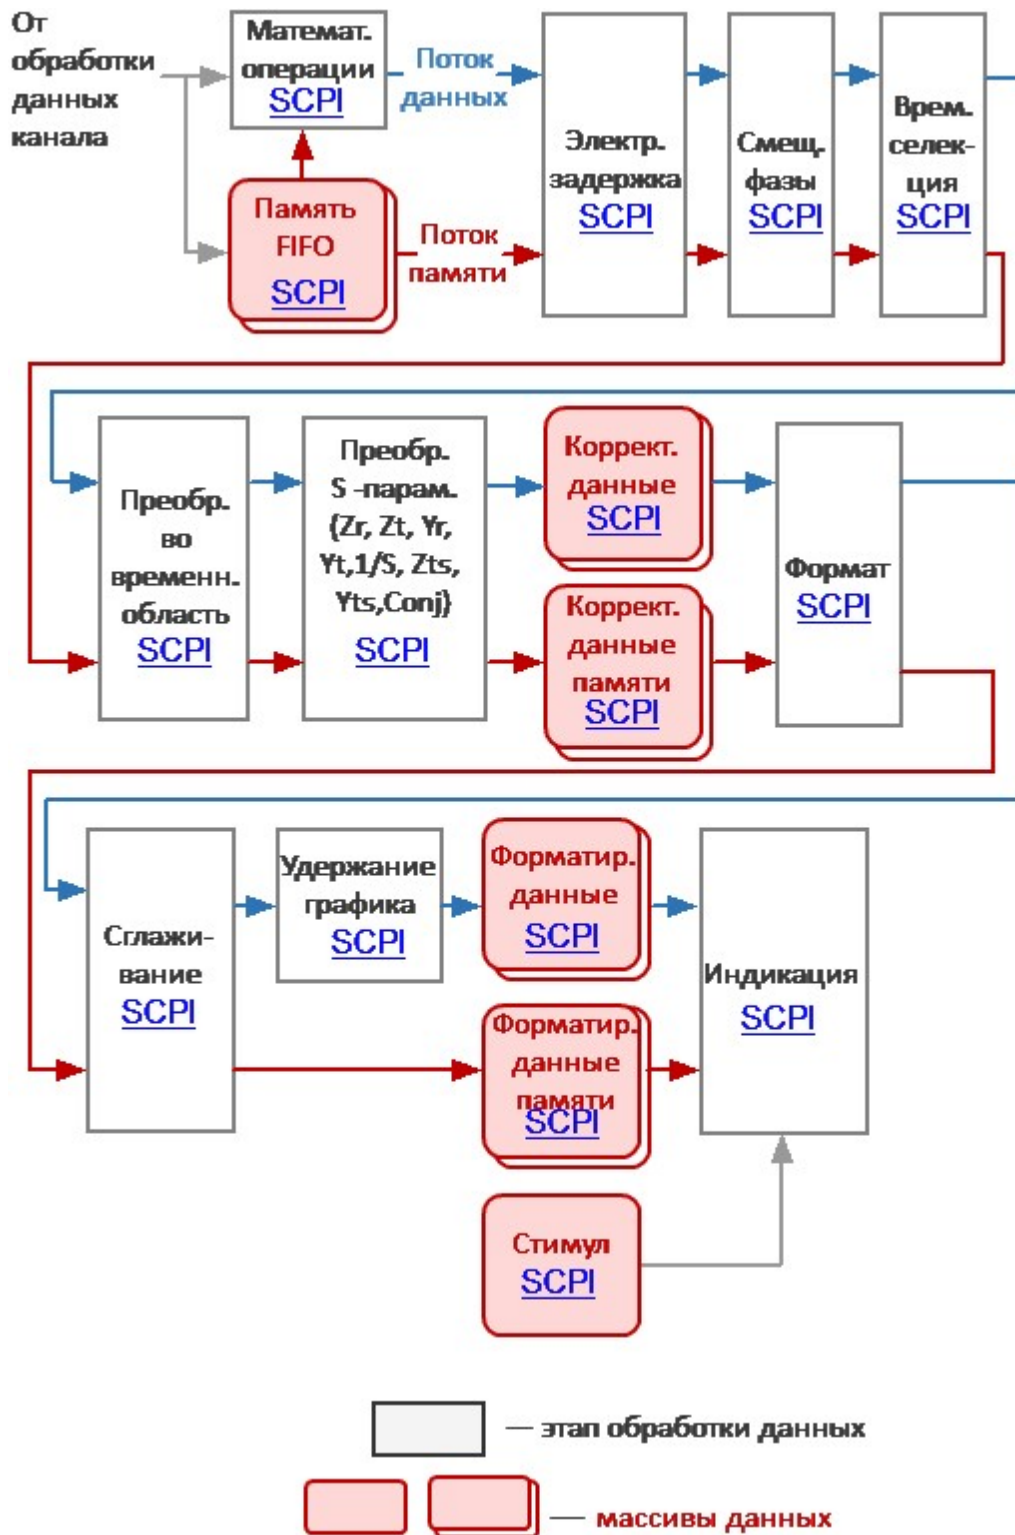 От
обработки
данных
канала
Математ.
операции
SCPI
Поток
данных
Память
FIFO
SCPI
Поток
памяти
Электр.
задержка
SCPI
Смещ.
фазы
SCPI
Врем.
селек-
ция
SCPI
Преобр.
во
временн.
область
SCPI
Преобр.
S -парам.
(Zr, Zt, Yr,
Yt,1/S, Zts,
Yts,Conj)
SCPI
Коррект.
данные
SCPI
Коррект.
данные
памяти
SCPI
Формат
SCPI
Сглажи-
вание
SCPI
Удержание
графика
SCPI
Форматир.
данные
SCPI
Форматир.
данные
памяти
SCPI
Индикация
SCPI
Стимул
SCPI
— этап обработки данных
— массивы данных